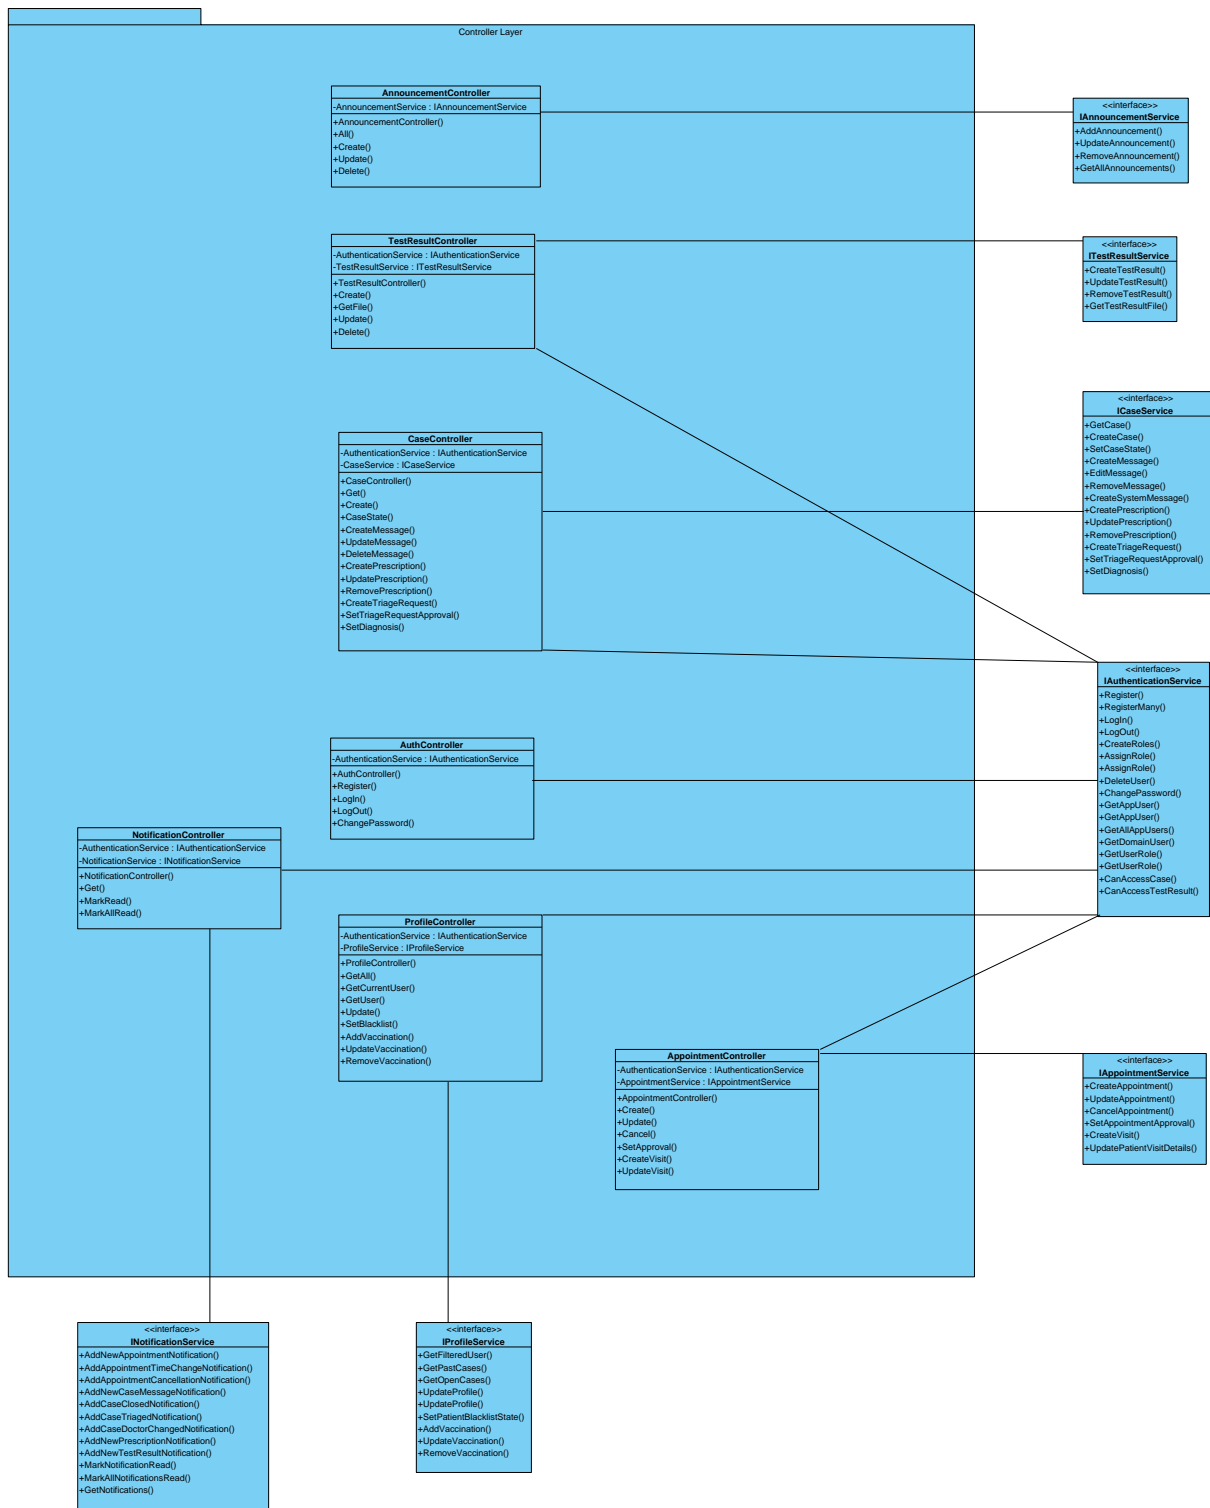 Controller Layer
AnnouncementController
-AnnouncementService : IAnnouncementService
+AnnouncementController()
+All()
+Create()
+Update()
+Delete()
<<interface>>
IAnnouncementService
+AddAnnouncement()
+UpdateAnnouncement()
+RemoveAnnouncement()
+GetAllAnnouncements()
TestResultController
-AuthenticationService : IAuthenticationService
-TestResultService : ITestResultService
+TestResultController()
+Create()
+GetFile()
+Update()
+Delete()
<<interface>>
ITestResultService
+CreateTestResult()
+UpdateTestResult()
+RemoveTestResult()
+GetTestResultFile()
CaseController
-AuthenticationService : IAuthenticationService
-CaseService : ICaseService
+CaseController()
+Get()
+Create()
+CaseState()
+CreateMessage()
+UpdateMessage()
+DeleteMessage()
+CreatePrescription()
+UpdatePrescription()
+RemovePrescription()
+CreateTriageRequest()
+SetTriageRequestApproval()
+SetDiagnosis()
<<interface>>
ICaseService
+GetCase()
+CreateCase()
+SetCaseState()
+CreateMessage()
+EditMessage()
+RemoveMessage()
+CreateSystemMessage()
+CreatePrescription()
+UpdatePrescription()
+RemovePrescription()
+CreateTriageRequest()
+SetTriageRequestApproval()
+SetDiagnosis()
<<interface>>
IAuthenticationService
+Register()
+RegisterMany()
+LogIn()
+LogOut()
+CreateRoles()
+AssignRole()
+AssignRole()
+DeleteUser()
+ChangePassword()
+GetAppUser()
+GetAppUser()
+GetAllAppUsers()
+GetDomainUser()
+GetUserRole()
+GetUserRole()
+CanAccessCase()
+CanAccessTestResult()
AuthController
-AuthenticationService : IAuthenticationService
+AuthController()
+Register()
+LogIn()
+LogOut()
+ChangePassword()
NotificationController
-AuthenticationService : IAuthenticationService
-NotificationService : INotificationService
+NotificationController()
+Get()
+MarkRead()
+MarkAllRead()
ProfileController
-AuthenticationService : IAuthenticationService
-ProfileService : IProfileService
+ProfileController()
+GetAll()
+GetCurrentUser()
+GetUser()
+Update()
+SetBlacklist()
+AddVaccination()
+UpdateVaccination()
+RemoveVaccination()
AppointmentController
-AuthenticationService : IAuthenticationService
-AppointmentService : IAppointmentService
+AppointmentController()
+Create()
+Update()
+Cancel()
+SetApproval()
+CreateVisit()
+UpdateVisit()
<<interface>>
IAppointmentService
+CreateAppointment()
+UpdateAppointment()
+CancelAppointment()
+SetAppointmentApproval()
+CreateVisit()
+UpdatePatientVisitDetails()
<<interface>>
INotificationService
+AddNewAppointmentNotification()
+AddAppointmentTimeChangeNotification()
+AddAppointmentCancellationNotification()
+AddNewCaseMessageNotification()
+AddCaseClosedNotification()
+AddCaseTriagedNotification()
+AddCaseDoctorChangedNotification()
+AddNewPrescriptionNotification()
+AddNewTestResultNotification()
+MarkNotificationRead()
+MarkAllNotificationsRead()
+GetNotifications()
<<interface>>
IProfileService
+GetFilteredUser()
+GetPastCases()
+GetOpenCases()
+UpdateProfile()
+UpdateProfile()
+SetPatientBlacklistState()
+AddVaccination()
+UpdateVaccination()
+RemoveVaccination()